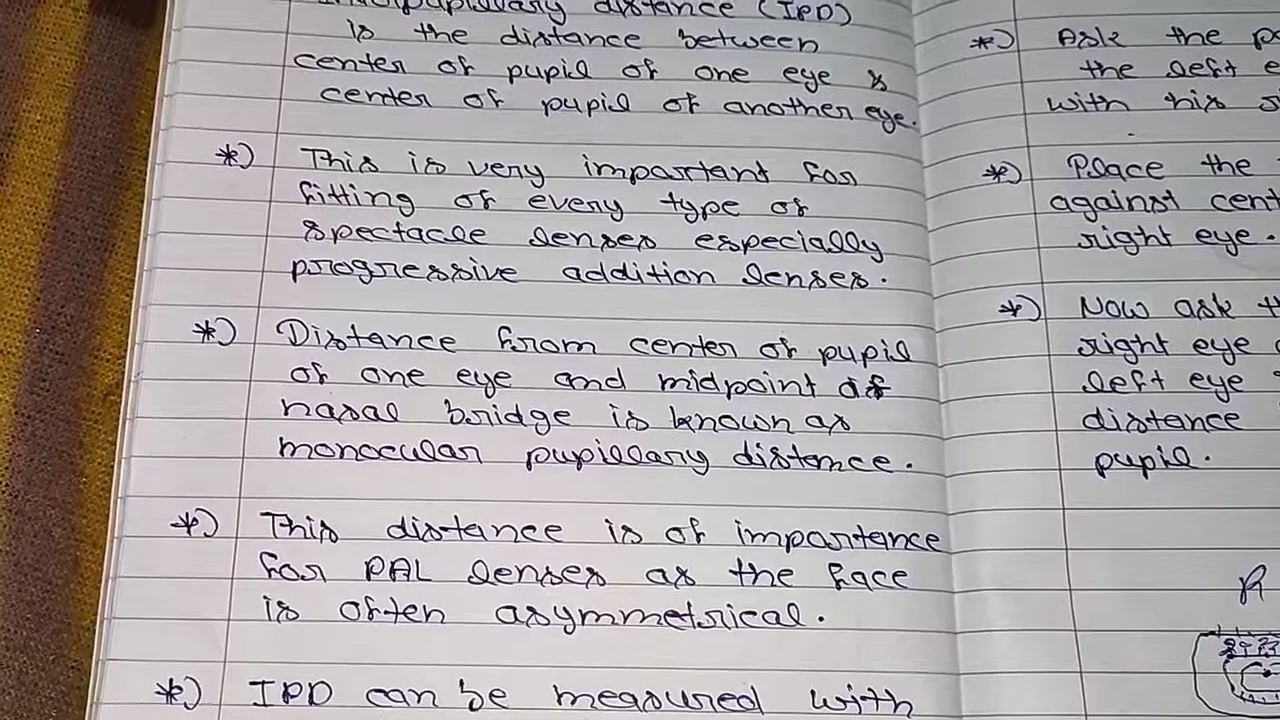 Interpupillary distance (IPD)
is the distance between
center of pupil of one eye &
center of pupil of another eye.
*) This is very important for
fitting of every type of
spectacle lenses especially
progressive addition lenses.
*) Distance from center of pupil
of one eye and midpoint of
nasal bridge is known as
monocular pupillary distance.
*) This distance is of importance
for PAL lenses as the face
is often asymmetrical.
*) IPD can be measured with
*) Ask the
the left
with his
*) Place the
against
right eye.
*) Now ask
right eye
left eye
distance
pupil.
R